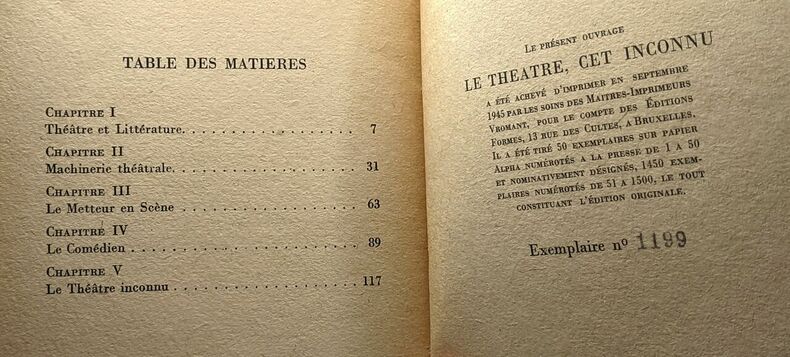 TABLE DES MATIERES
CHAPITRE I
Théâtre et Littérature. . . . . . . . . . . . . . . . . . 7
CHAPITRE II
Machinerie théâtrale. . . . . . . . . . . . . . . . . . . 31
CHAPITRE III
Le Metteur en Scène . . . . . . . . . . . . . . . . . . 63
CHAPITRE IV
Le Comédien . . . . . . . . . . . . . . . . . . . . . . . 89
CHAPITRE V
Le Théâtre inconnu . . . . . . . . . . . . . . . . . . . 117
LE PRÉSENT OUVRAGE
LE THEATRE, CET INCONNU
A ÉTÉ ACHEVÉ D'IMPRIMER EN SEPTEMBRE
1945 PAR LES SOINS DES MAITRES-IMPRIMEURS
VROMANT, POUR LE COMPTE DES ÉDITIONS
FORMES, 13 RUE DES CULTES, A BRUXELLES.
IL A ÉTÉ TIRÉ 50 EXEMPLAIRES SUR PAPIER
ALPHA NUMÉROTÉS A LA PRESSE DE 1 A 50
ET NOMINATIVEMENT DÉSIGNÉS, 1450 EXEM-
PLAIRES NUMÉROTÉS DE 51 A 1500, LE TOUT
CONSTITUANT L'ÉDITION ORIGINALE.
Exemplaire nº 1199